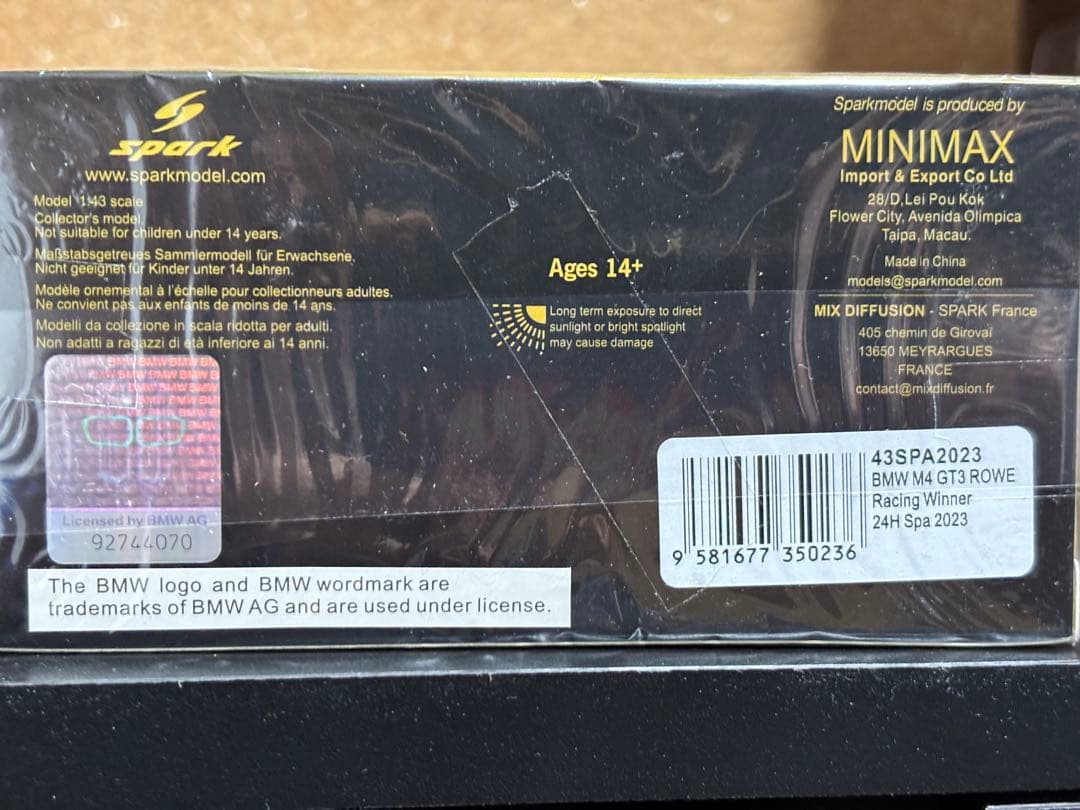 spark
www.sparkmodel.com
Model 1:43 scale
Collector's model.
Not suitable for children under 14 years.
Maßstabsgetreues Sammlermodell für Erwachsene.
Nicht geeignet für Kinder unter 14 Jahren.
Modèle ornemental à l'échelle pour collectionneurs adultes.
Ne convient pas aux enfants de moins de 14 ans.
Modelli da collezione in scala ridotta per adulti.
Non adatti a ragazzi di età inferiore ai 14 anni.
Licensed by BMW AG
92744070
The BMW logo and BMW wordmark are
trademarks of BMW AG and are used under license.
Ages 14+
Long term exposure to direct
sunlight or bright spotlight
may cause damage
Sparkmodel is produced by
MINIMAX
Import & Export Co Ltd
28/D,Lei Pou Kok
Flower City, Avenida Olimpica
Taipa, Macau.
Made in China
models@sparkmodel.com
MIX DIFFUSION - SPARK France
405 chemin de Girovaï
13650 MEYRARGUES
FRANCE
contact@mixdiffusion.fr
43SPA2023
BMW M4 GT3 ROWE
Racing Winner
24H Spa 2023
9 581677 350236